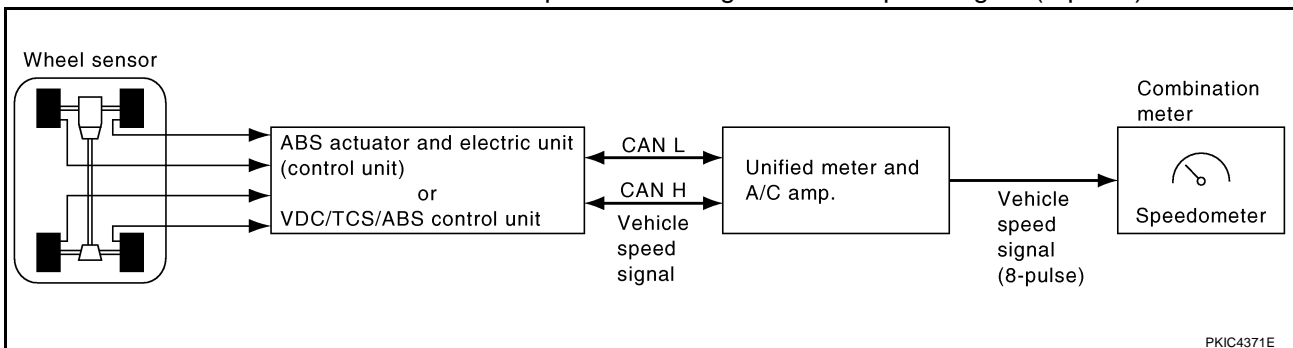 Wheel sensor
ABS actuator and electric unit
(control unit)
or
VDC/TCS/ABS control unit
CAN L
CAN H
Vehicle
speed
signal
Unified meter and
A/C amp.
Vehicle
speed
signal
(8-pulse)
Combination
meter
Speedometer
PKIC4371E